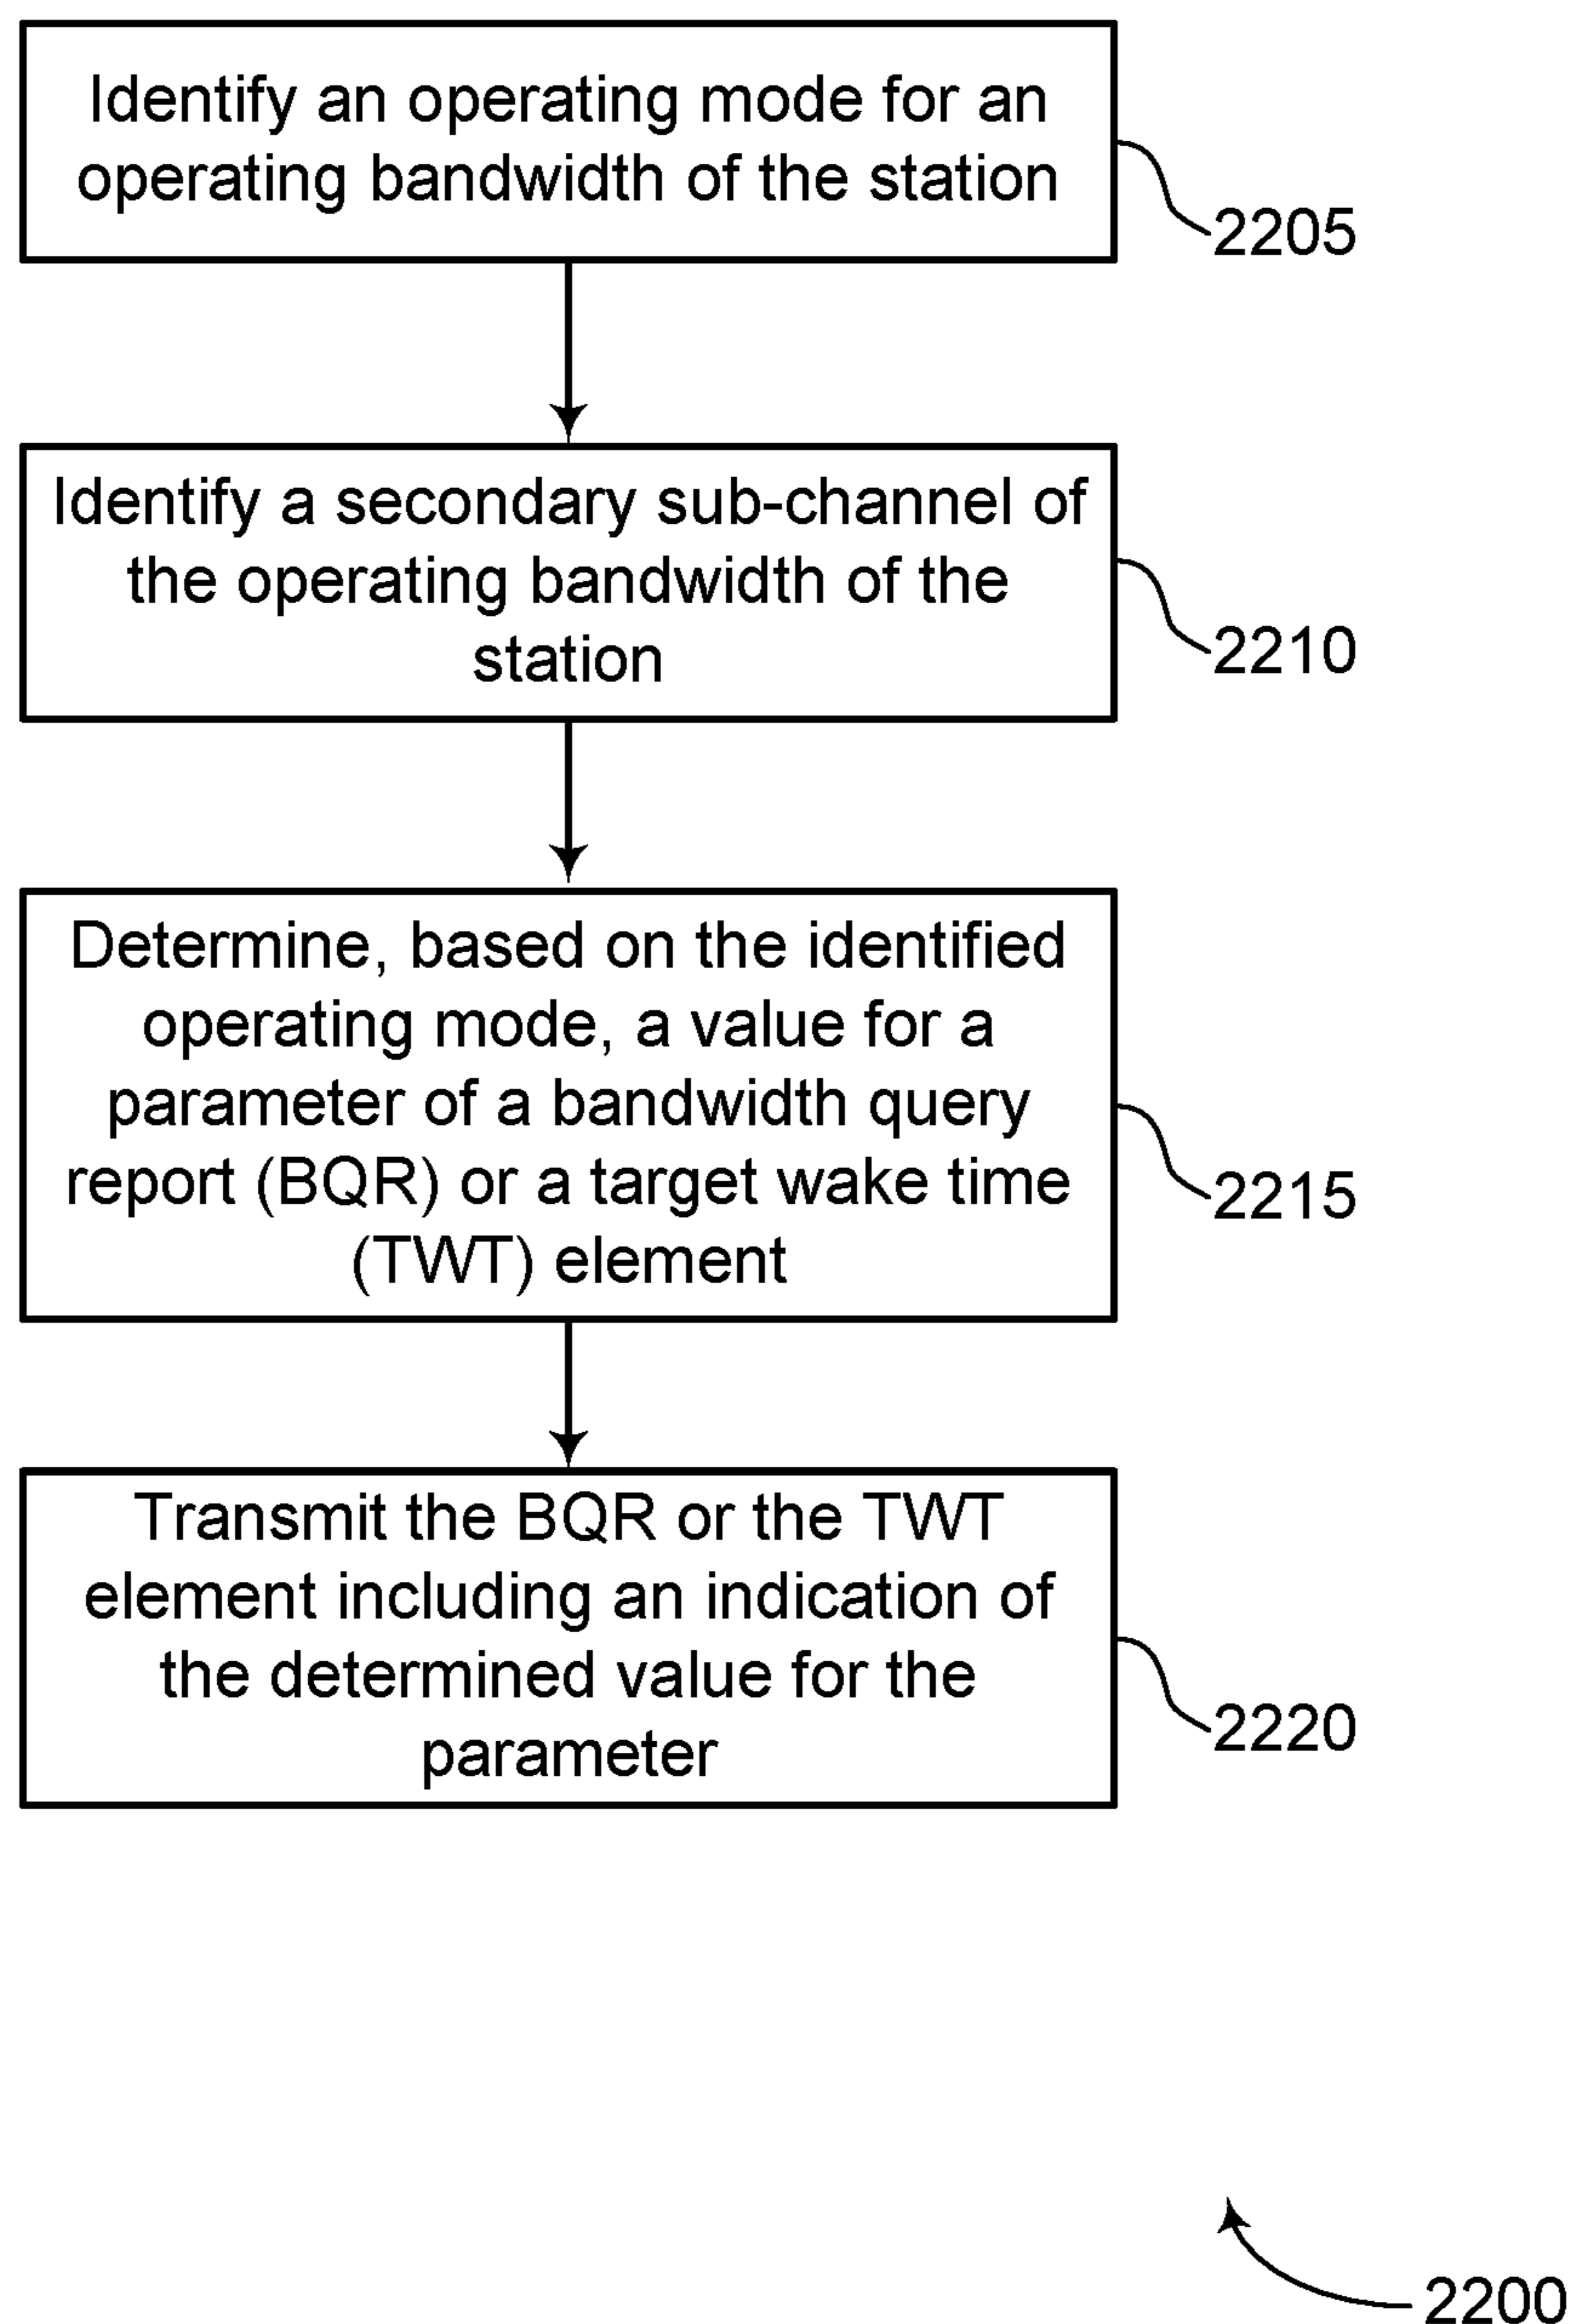 Identify an operating mode for an
operating bandwidth of the station
2205
Identify a secondary sub-channel of
the operating bandwidth of the
station
2210
Determine, based on the identified
operating mode, a value for a
parameter of a bandwidth query
report (BQR) or a target wake time
(TWT) element
2215
Transmit the BQR or the TWT
element including an indication of
the determined value for the
parameter
2220
2200